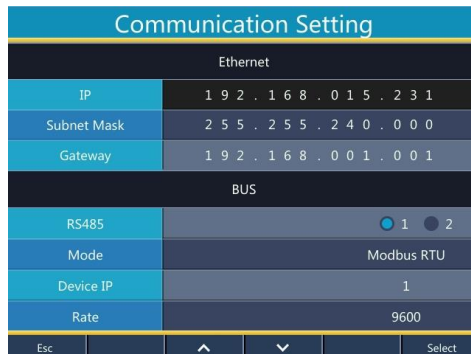 Communication Setting
Ethernet
IP 192.168.015.231
Subnet Mask 255.255.240.000
Gateway 192.168.001.001
BUS
RS485 1 2
Mode Modbus RTU
Device IP 1
Rate 9600
Esc Select